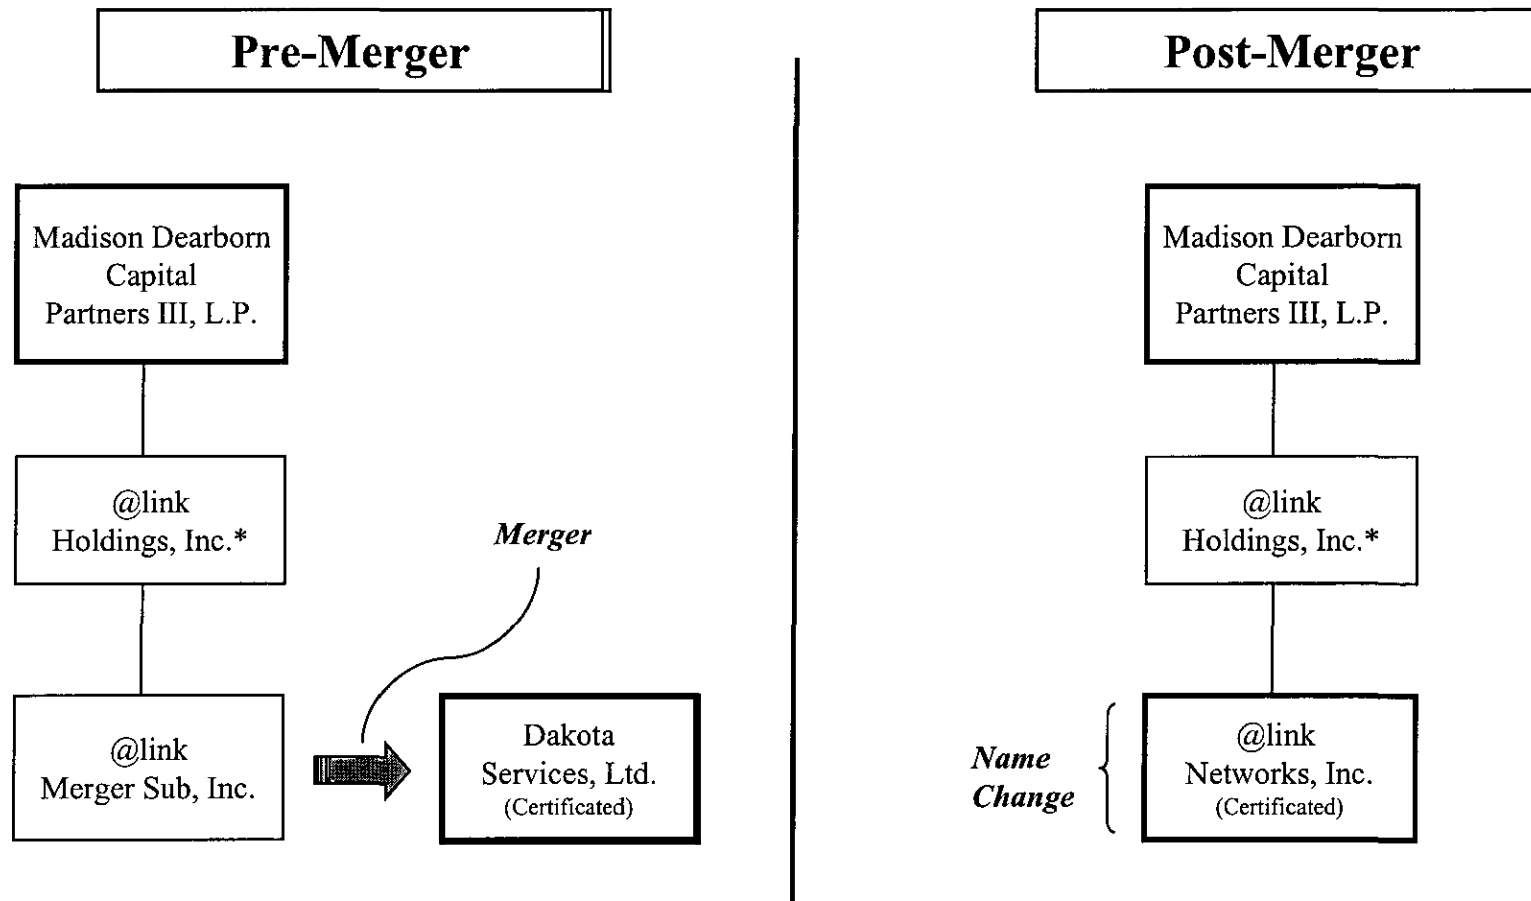 Pre-Merger
Madison Dearborn
Capital
Partners III, L.P.
@link
Holdings, Inc.*
Merger
@link
Merger Sub, Inc.
Dakota
Services, Ltd.
(Certificated)
Post-Merger
Madison Dearborn
Capital
Partners III, L.P.
@link
Holdings, Inc.*
Name
Change
@link
Networks, Inc.
(Certificated)